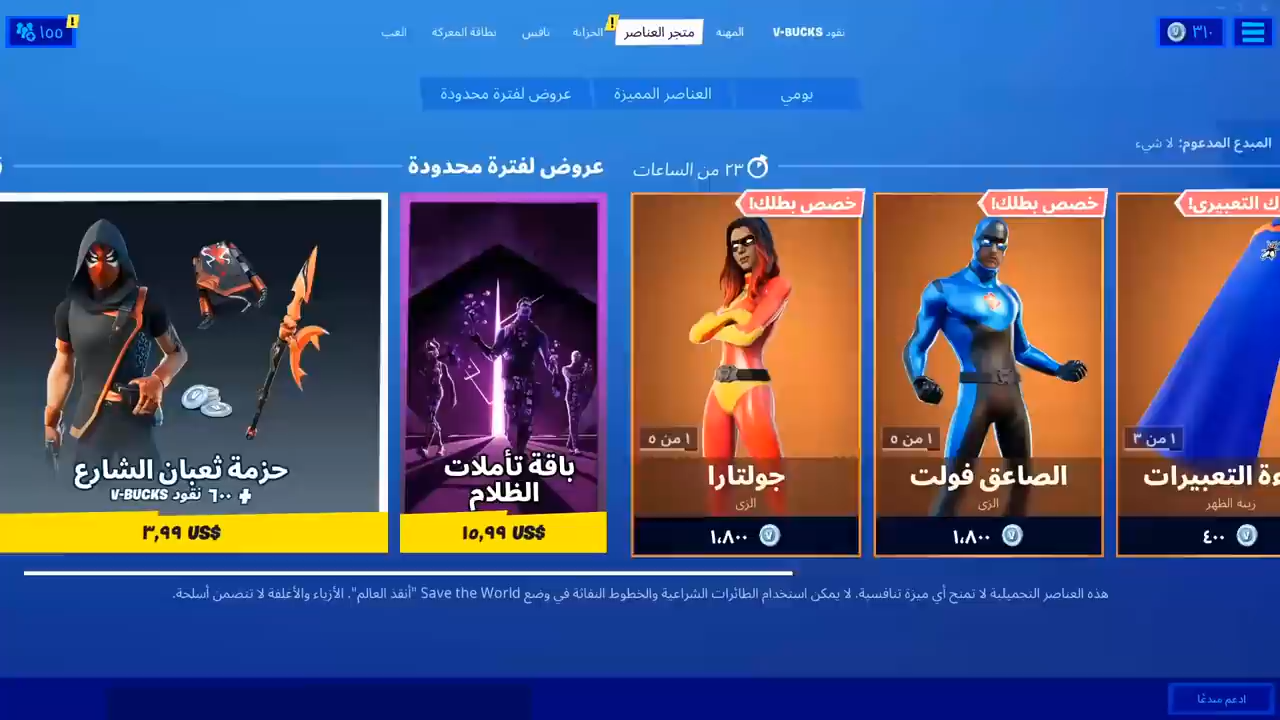 ٣١٠
نقود V-BUCKS
المهنة
متجر العناصر
الخزانة
نافس
بطاقة المعركة
العب
١٥٥
!
!
يومي
العناصر المميزة
عروض لفترة محدودة
المبدع المدعوم: لا شيء
٢٣ من الساعات
عروض لفترة محدودة
ك التعبيري!
١ من ٣
ءة التعبيرات
زينة الظهر
٤٠٠
خصص بطلك!
١ من ٥
الصاعق فولت
الزي
١,٨٠٠
خصص بطلك!
١ من ٥
جولتارا
الزي
١,٨٠٠
باقة تأملات
الظلام
١٥,٩٩ US$
حزمة ثعبان الشارع
+ ٦٠٠ نقود V-BUCKS
٣,٩٩ US$
هذه العناصر التجميلية لا تمنح أي ميزة تنافسية. لا يمكن استخدام الطائرات الشراعية والخطوط النفاثة في وضع Save the World "أنقذ العالم". الأزياء والأغلفة لا تتضمن أسلحة.
ادعم مبدعًا